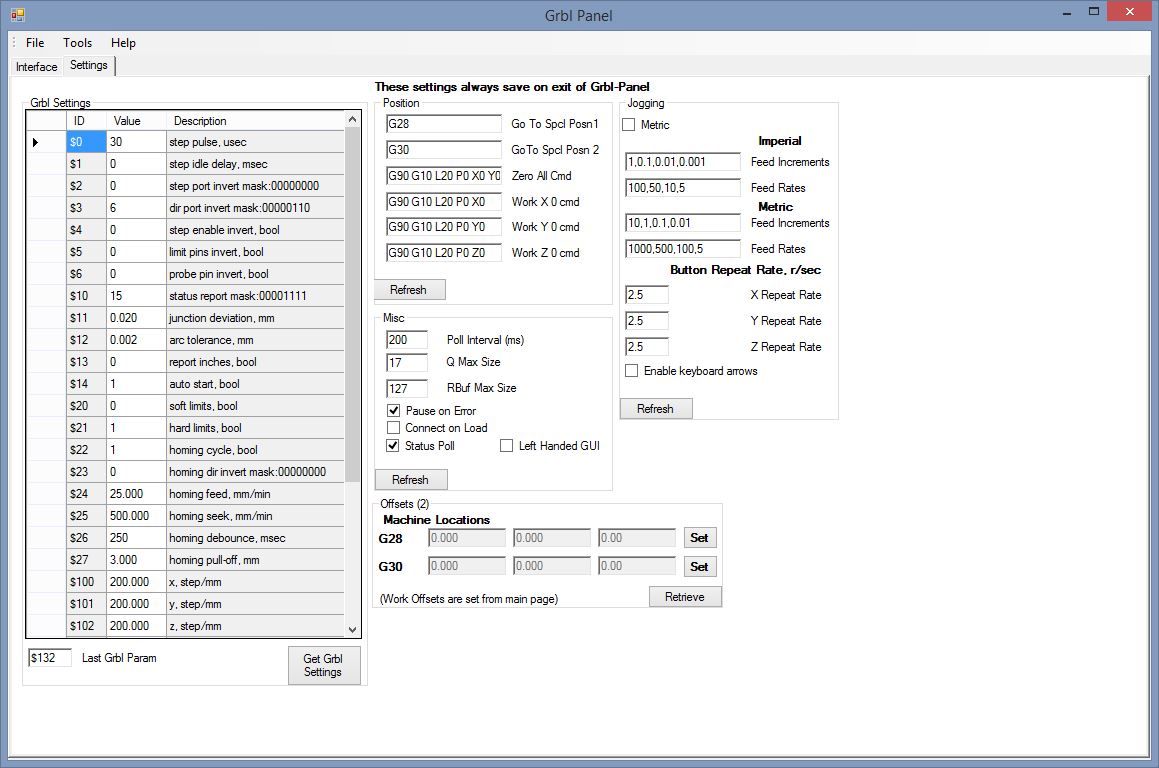 Grbl Panel
File Tools Help
Interface Settings
These settings always save on exit of Grbl-Panel
Grbl Settings
ID Value Description
$0 30 step pulse, usec
$1 0 step idle delay, msec
$2 0 step port invert mask:00000000
$3 6 dir port invert mask:00000110
$4 0 step enable invert, bool
$5 0 limit pins invert, bool
$6 0 probe pin invert, bool
$10 15 status report mask:00001111
$11 0.020 junction deviation, mm
$12 0.002 arc tolerance, mm
$13 0 report inches, bool
$14 1 auto start, bool
$20 0 soft limits, bool
$21 1 hard limits, bool
$22 1 homing cycle, bool
$23 0 homing dir invert mask:00000000
$24 25.000 homing feed, mm/min
$25 500.000 homing seek, mm/min
$26 250 homing debounce, msec
$27 3.000 homing pull-off, mm
$100 200.000 x, step/mm
$101 200.000 y, step/mm
$102 200.000 z, step/mm
$132 Last Grbl Param
Get Grbl
Settings
Position
G28 Go To Spcl Posn1
G30 GoTo Spcl Posn 2
G90 G10 L20 P0 X0 Y0 Zero All Cmd
G90 G10 L20 P0 X0 Work X 0 cmd
G90 G10 L20 P0 Y0 Work Y 0 cmd
G90 G10 L20 P0 Z0 Work Z 0 cmd
Refresh
Misc
200 Poll Interval (ms)
17 Q Max Size
127 RBuf Max Size
Pause on Error
Connect on Load
Status Poll Left Handed GUI
Refresh
Jogging
Metric
Imperial
1,0.1,0.01,0.001 Feed Increments
100,50,10,5 Feed Rates
Metric
10,1,0.1,0.01 Feed Increments
1000,500,100,5 Feed Rates
Button Repeat Rate, r/sec
2.5 X Repeat Rate
2.5 Y Repeat Rate
2.5 Z Repeat Rate
Enable keyboard arrows
Refresh
Offsets (2)
Machine Locations
G28 0.000 0.000 0.00 Set
G30 0.000 0.000 0.00 Set
(Work Offsets are set from main page) Retrieve